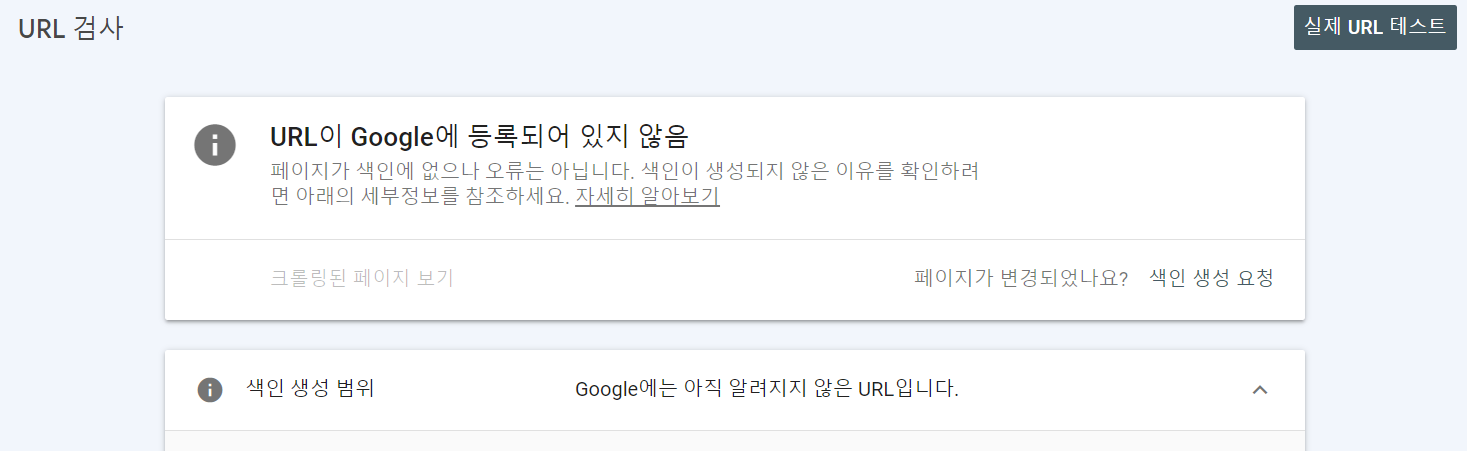 URL 검사
실제 URL 테스트
URL이 Google에 등록되어 있지 않음
페이지가 색인에 없으나 오류는 아닙니다. 색인이 생성되지 않은 이유를 확인하려
면 아래의 세부정보를 참조하세요. 자세히 알아보기
크롤링된 페이지 보기
페이지가 변경되었나요? 색인 생성 요청
색인 생성 범위
Google에는 아직 알려지지 않은 URL입니다.